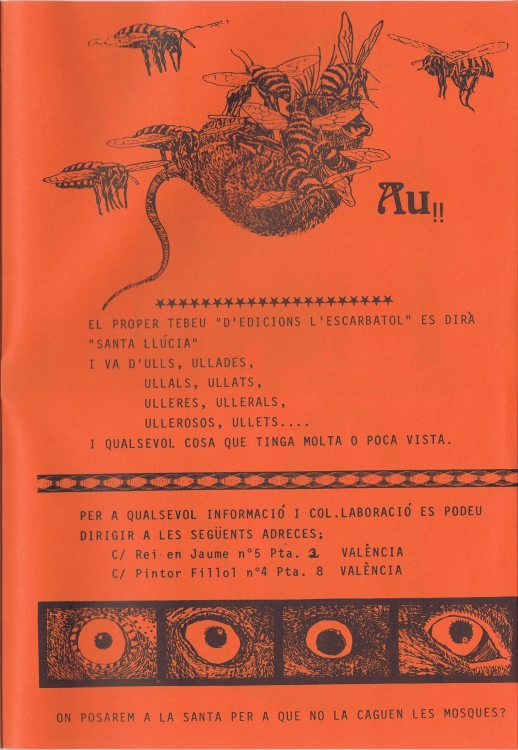 Au!!
********************
EL PROPER TEBEU "D'EDICIONS L'ESCARBATOL" ES DIRÀ
"SANTA LLÚCIA"
I VA D'ULLS, ULLADES,
ULLALS, ULLATS,
ULLERES, ULLERALS,
ULLEROSOS, ULLETS....
I QUALSEVOL COSA QUE TINGA MOLTA O POCA VISTA.
PER A QUALSEVOL INFORMACIÓ I COL.LABORACIÓ ES PODEU
DIRIGIR A LES SEGÜENTS ADRECES;
C/ Rei en Jaume nº5 Pta. 2 VALÈNCIA
C/ Pintor Fillol nº4 Pta. 8 VALÈNCIA
ON POSAREM A LA SANTA PER A QUE NO LA CAGUEN LES MOSQUES?